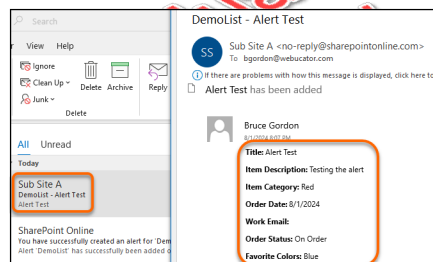 Search
View Help
Ignore
Clean Up
Junk
Delete
Archive
Reply
Delete
All Unread
Today
Sub Site A
DemoList - Alert Test
Alert Test
SharePoint Online
You have successfully created an alert for 'Dem
Alert 'DemoList' has successfully been added o
DemoList - Alert Test
SS
Sub Site A <no-reply@sharepointonline.com>
To bgordon@webucator.com
If there are problems with how this message is displayed, click here to
Alert Test has been added
Bruce Gordon
8/1/2024 8:07 PM
Title: Alert Test
Item Description: Testing the alert
Item Category: Red
Order Date: 8/1/2024
Work Email:
Order Status: On Order
Favorite Colors: Blue